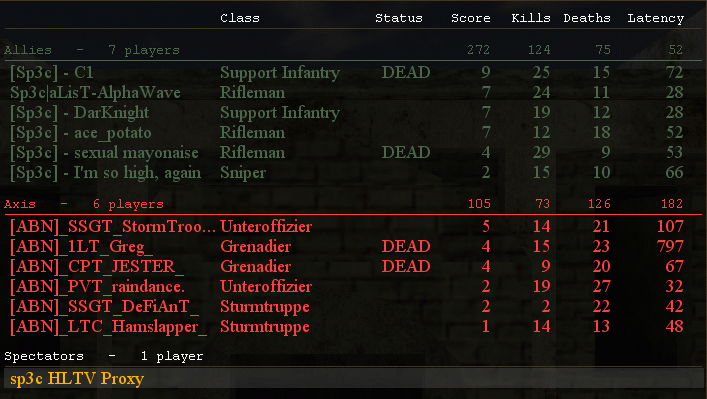 Class Status Score Kills Deaths Latency
Allies - 7 players 272 124 75 52
[Sp3c] - C1 Support Infantry DEAD 9 25 15 72
Sp3c|aLisT-AlphaWave Rifleman 7 24 11 28
[Sp3c] - DarKnight Support Infantry 7 19 12 28
[Sp3c] - ace_potato Rifleman 7 12 18 52
[Sp3c] - sexual mayonaise Rifleman DEAD 4 29 9 53
[Sp3c] - I'm so high, again Sniper 2 15 10 66
Axis - 6 players 105 73 126 182
[ABN]_SSGT_StormTroo... Unteroffizier 5 14 21 107
[ABN]_1LT_Greg_ Grenadier DEAD 4 15 23 797
[ABN]_CPT_JESTER_ Grenadier DEAD 4 9 20 67
[ABN]_PVT_raindance. Unteroffizier 2 19 27 32
[ABN]_SSGT_DeFiAnT_ Sturmtruppe 2 2 22 42
[ABN]_LTC_Hamslapper_ Sturmtruppe 1 14 13 48
Spectators - 1 player
sp3c HLTV Proxy